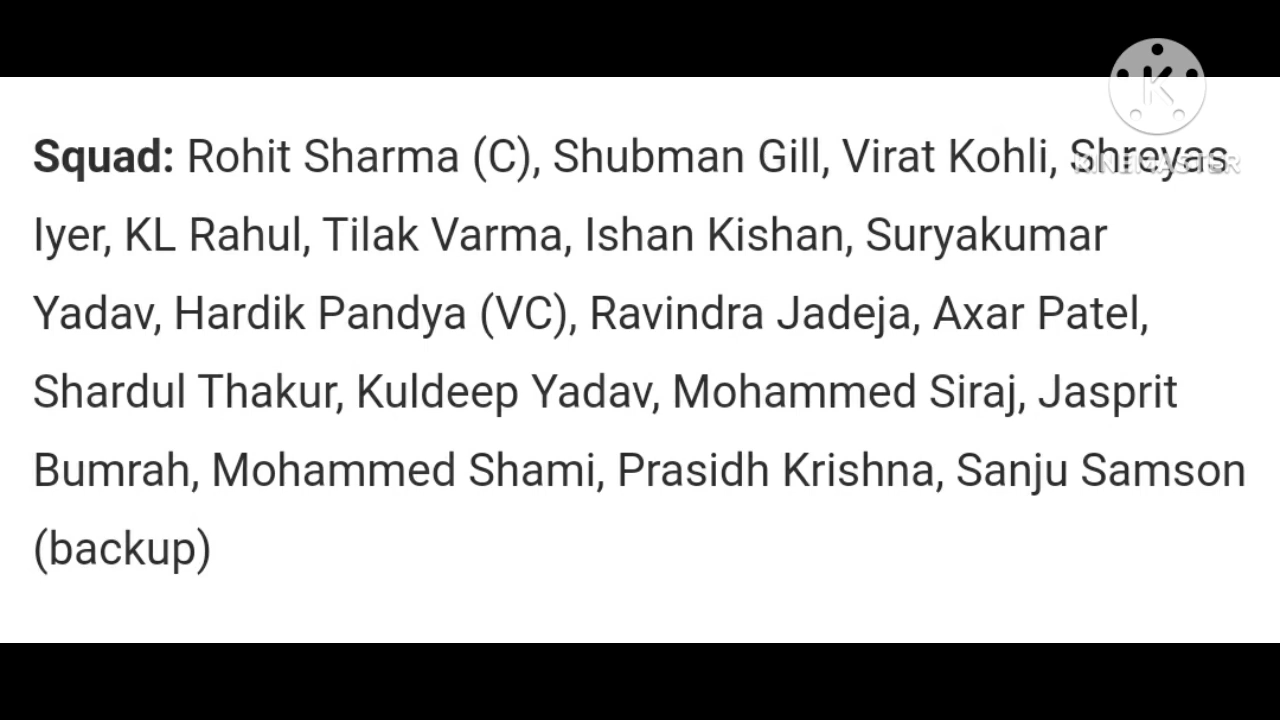 Squad: Rohit Sharma (C), Shubman Gill, Virat Kohli, Shreyas
Iyer, KL Rahul, Tilak Varma, Ishan Kishan, Suryakumar
Yadav, Hardik Pandya (VC), Ravindra Jadeja, Axar Patel,
Shardul Thakur, Kuldeep Yadav, Mohammed Siraj, Jasprit
Bumrah, Mohammed Shami, Prasidh Krishna, Sanju Samson
(backup)
K
KINEMASTER